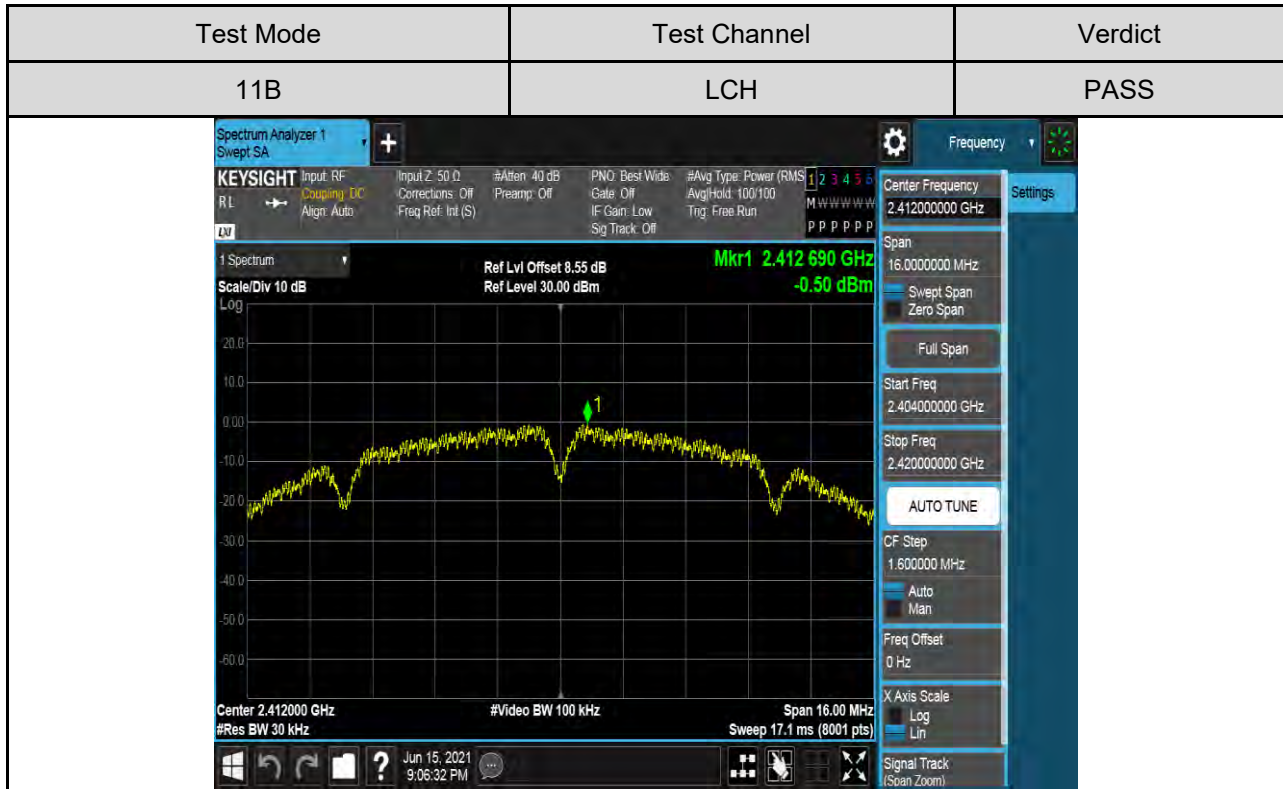 Test Mode Test Channel Verdict
11B LCH PASS
Spectrum Analyzer 1
Swept SA
+
Frequency
KEYSIGHT
RL
LXI
Input: RF
Coupling: DC
Align: Auto
Input Z: 50 Ω
Corrections: Off
Freq Ref: Int (S)
#Atten: 40 dB
Preamp: Off
PNO: Best Wide
Gate: Off
IF Gain: Low
Sig Track: Off
#Avg Type: Power (RMS
Avg|Hold: 100/100
Trig: Free Run
1 2 3 4 5 6
M W W W W W
P P P P P P
1 Spectrum
Scale/Div 10 dB
Ref Lvl Offset 8.55 dB
Ref Level 30.00 dBm
Mkr1 2.412 690 GHz
-0.50 dBm
Log
20.0
10.0
0.00
-10.0
-20.0
-30.0
-40.0
-50.0
-60.0
1
Center 2.412000 GHz
#Res BW 30 kHz
#Video BW 100 kHz
Span 16.00 MHz
Sweep 17.1 ms (8001 pts)
Center Frequency
2.412000000 GHz
Settings
Span
16.0000000 MHz
Swept Span
Zero Span
Full Span
Start Freq
2.404000000 GHz
Stop Freq
2.420000000 GHz
AUTO TUNE
CF Step
1.600000 MHz
Auto
Man
Freq Offset
0 Hz
X Axis Scale
Log
Lin
Signal Track
(Span Zoom)
?
Jun 15, 2021
9:06:32 PM